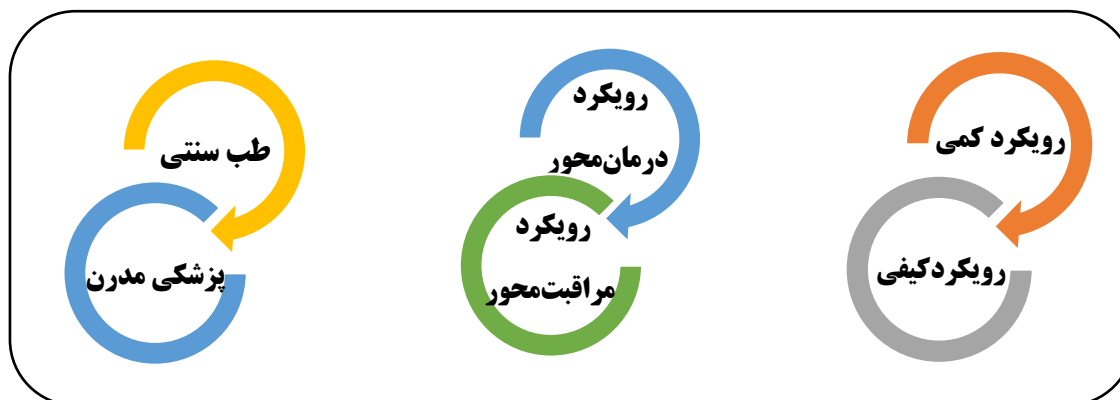 رویکرد کمی
رویکردکیفی
رویکرد
درمان‌محور
رویکرد
مراقبت‌محور
طب سنتی
پزشکی مدرن